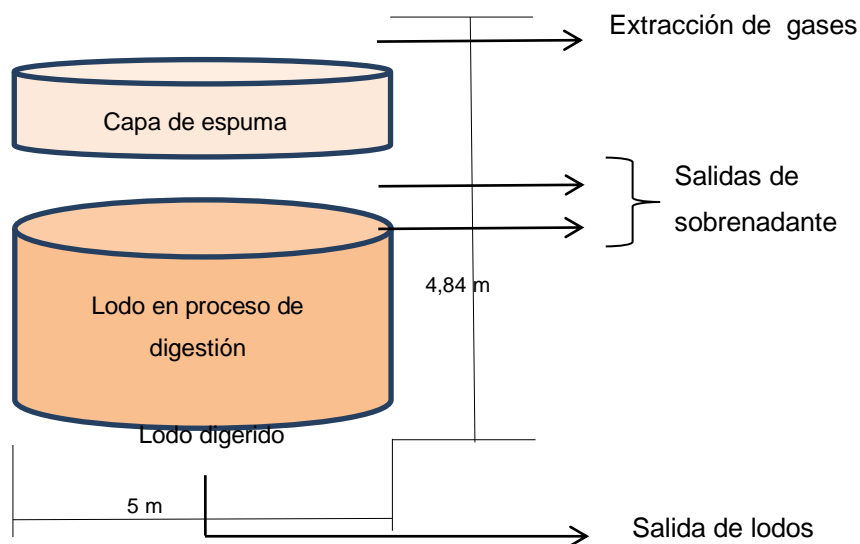 Extracción de gases
Capa de espuma
Salidas de
sobrenadante
4,84 m
Lodo en proceso de
digestión
Lodo digerido
5 m
Salida de lodos